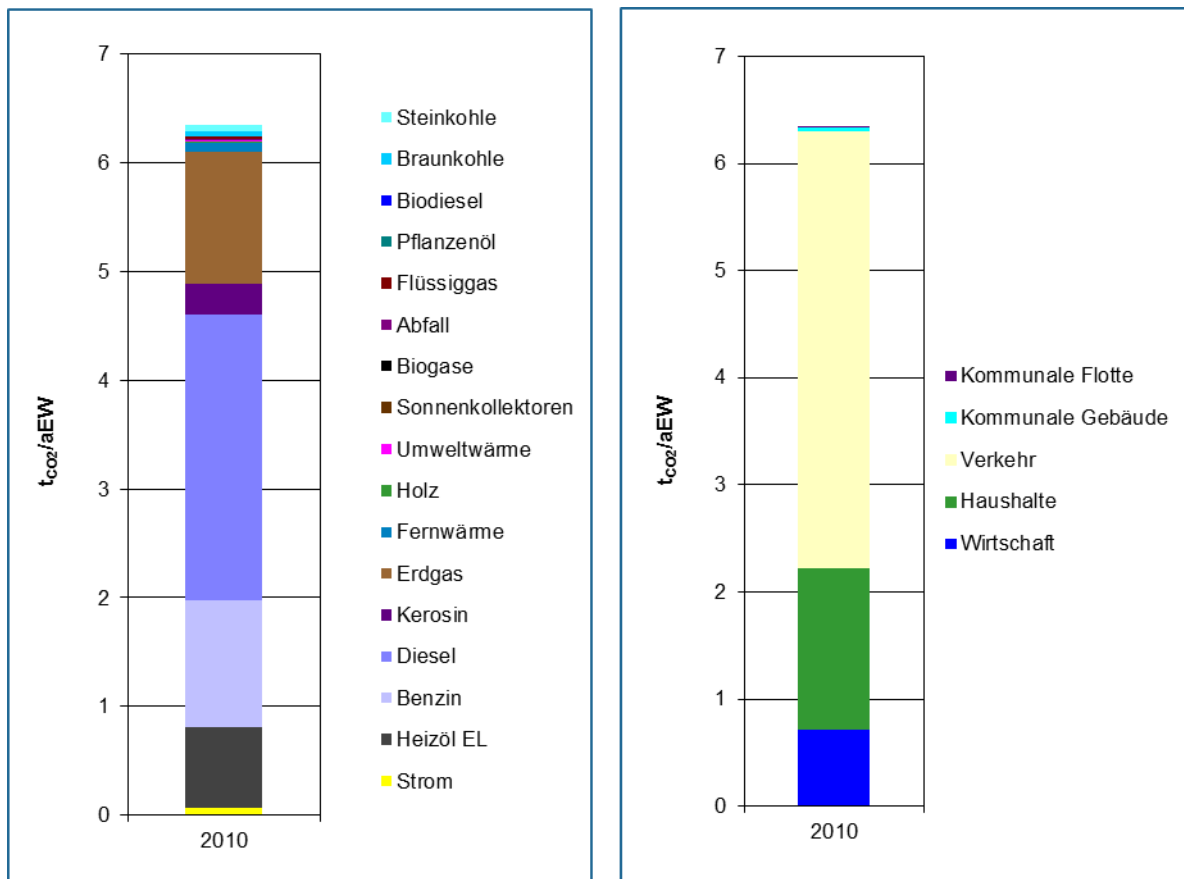 7
6
5
4
3
2
1
0
t_CO2/aEW
2010
Steinkohle
Braunkohle
Biodiesel
Pflanzenöl
Flüssiggas
Abfall
Biogase
Sonnenkollektoren
Umweltwärme
Holz
Fernwärme
Erdgas
Kerosin
Diesel
Benzin
Heizöl EL
Strom
7
6
5
4
3
2
1
0
t_CO2/aEW
2010
Kommunale Flotte
Kommunale Gebäude
Verkehr
Haushalte
Wirtschaft